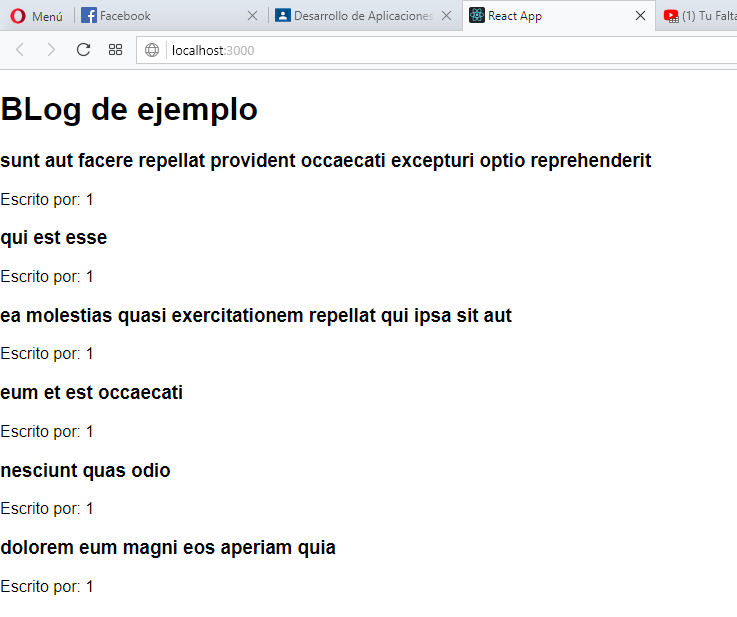 Menú
Facebook
Desarrollo de Aplicaciones
React App
(1) Tu Falta
localhost:3000
BLog de ejemplo
sunt aut facere repellat provident occaecati excepturi optio reprehenderit
Escrito por: 1
qui est esse
Escrito por: 1
ea molestias quasi exercitationem repellat qui ipsa sit aut
Escrito por: 1
eum et est occaecati
Escrito por: 1
nesciunt quas odio
Escrito por: 1
dolorem eum magni eos aperiam quia
Escrito por: 1